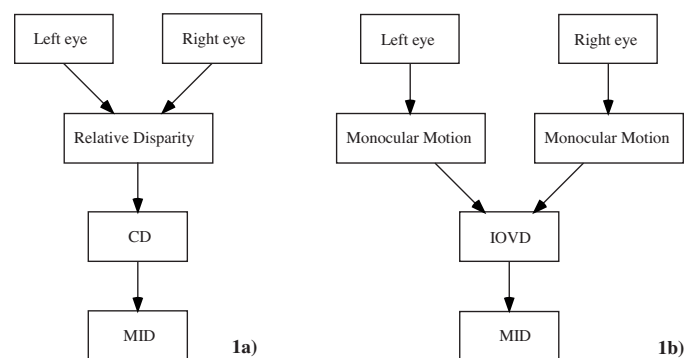 Left eye
Right eye
Relative Disparity
CD
MID
1a)
Left eye
Right eye
Monocular Motion
Monocular Motion
IOVD
MID
1b)